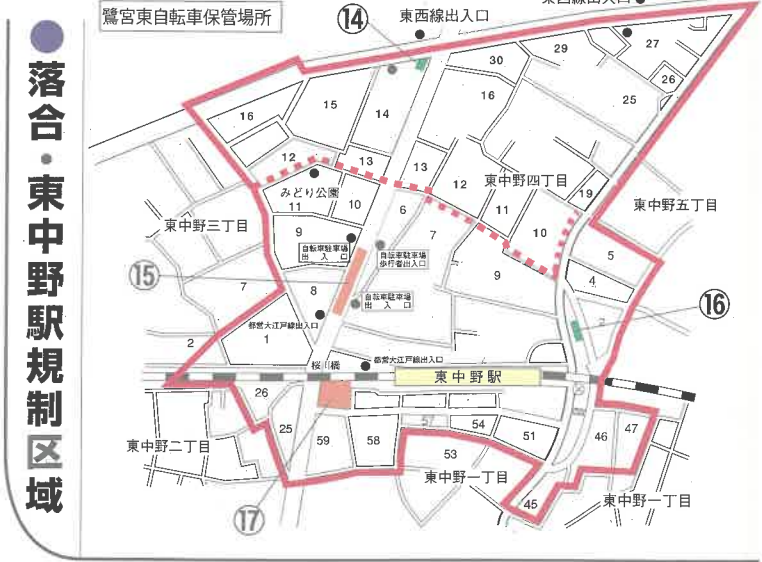 落合・東中野駅規制区域
鷺宮東自転車保管場所
⑭
東西線出入口
東西線出入口
27
29
30
26
25
16
15
14
16
12
13
13
みどり公園
12
東中野四丁目
19
11
10
11
10
6
7
東中野五丁目
東中野三丁目
9
自転車駐車場
出入口
自転車駐車場
歩行者出入口
5
⑮
9
4
7
8
自転車駐車場
出入口
⑯
都営大江戸線出入口
1
2
桜川橋
都営大江戸線出入口
東中野駅
26
25
59
58
57
54
51
46
47
東中野二丁目
53
東中野一丁目
45
東中野一丁目
⑰